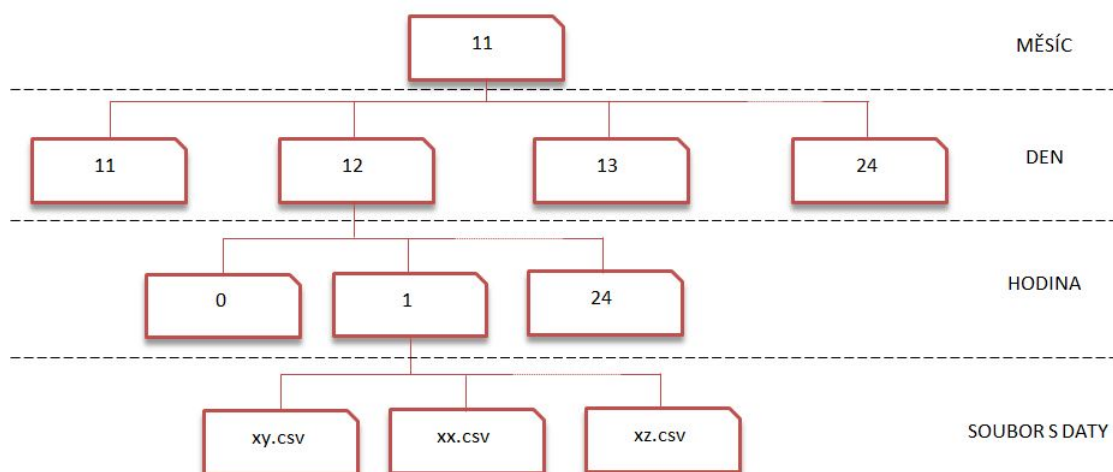 11
MĚSÍC
11
12
13
24
DEN
0
1
24
HODINA
xy.csv
xx.csv
xz.csv
SOUBOR S DATY